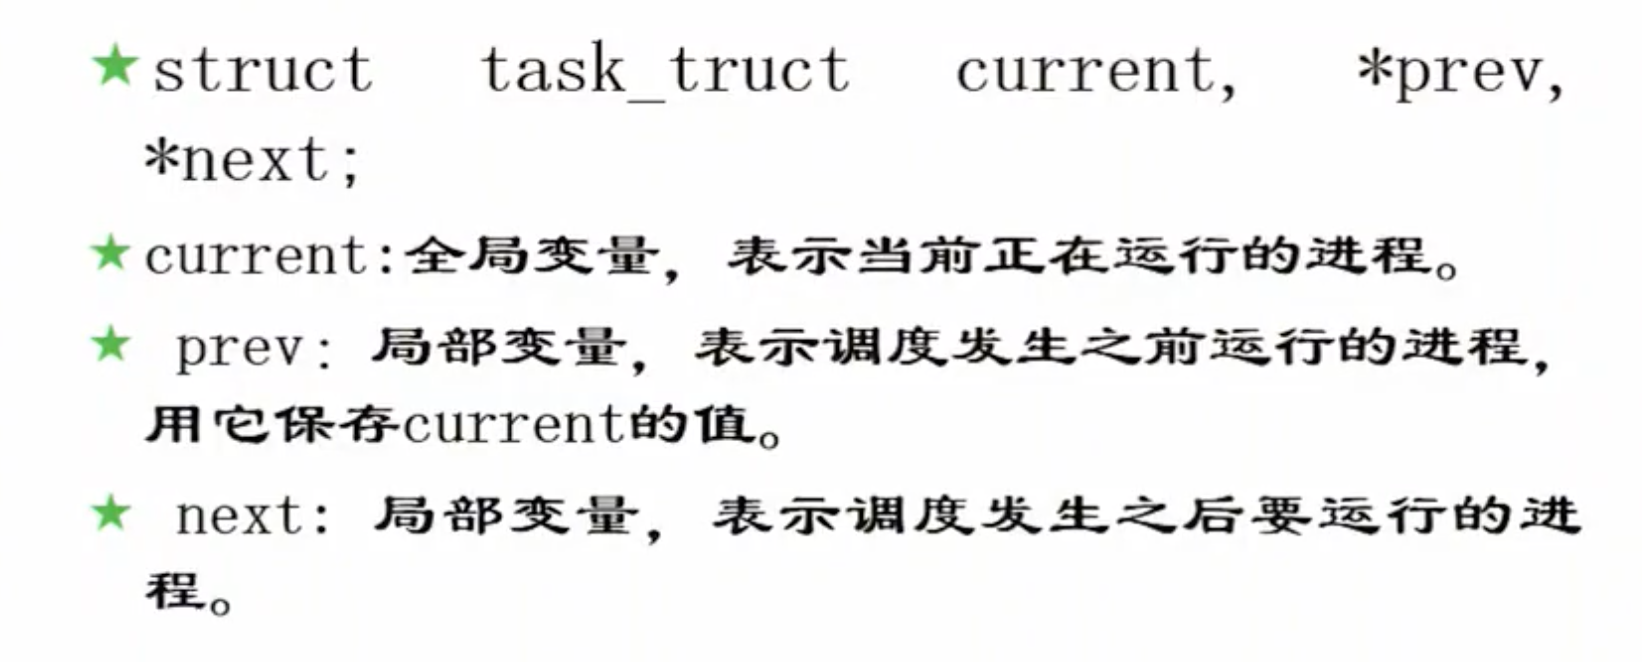 ★struct task_truct current, *prev,
*next;
★current:全局变量，表示当前正在运行的进程。
★ prev: 局部变量，表示调度发生之前运行的进程，
用它保存current的值。
★ next: 局部变量，表示调度发生之后要运行的进
程。